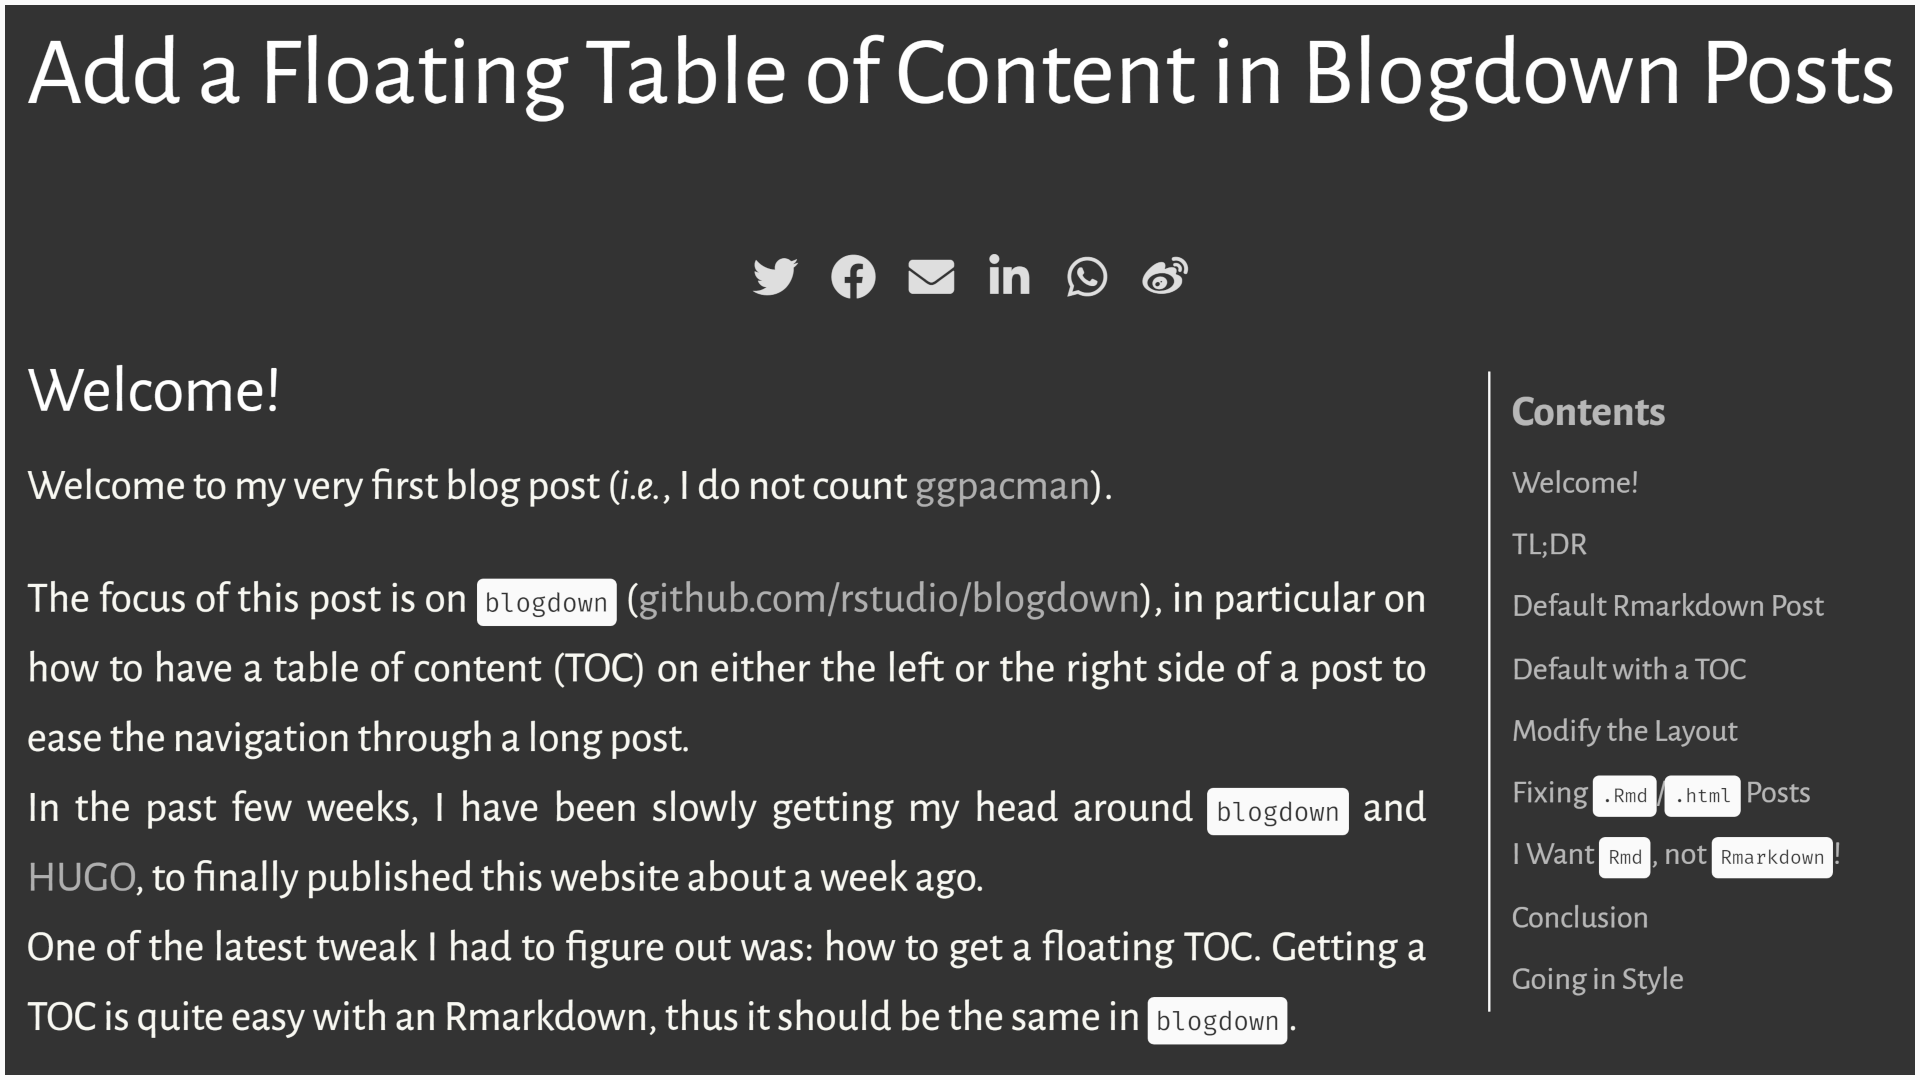 Add a Floating Table of Content in Blogdown Posts
Welcome!
Welcome to my very first blog post (i.e., I do not count ggpacman).
The focus of this post is on blogdown (github.com/rstudio/blogdown), in particular on
how to have a table of content (TOC) on either the left or the right side of a post to
ease the navigation through a long post.
In the past few weeks, I have been slowly getting my head around blogdown and
HUGO, to finally published this website about a week ago.
One of the latest tweak I had to figure out was: how to get a floating TOC. Getting a
TOC is quite easy with an Rmarkdown, thus it should be the same in blogdown.
Contents
Welcome!
TL;DR
Default Rmarkdown Post
Default with a TOC
Modify the Layout
Fixing .Rmd/.html Posts
I Want Rmd, not Rmarkdown!
Conclusion
Going in Style